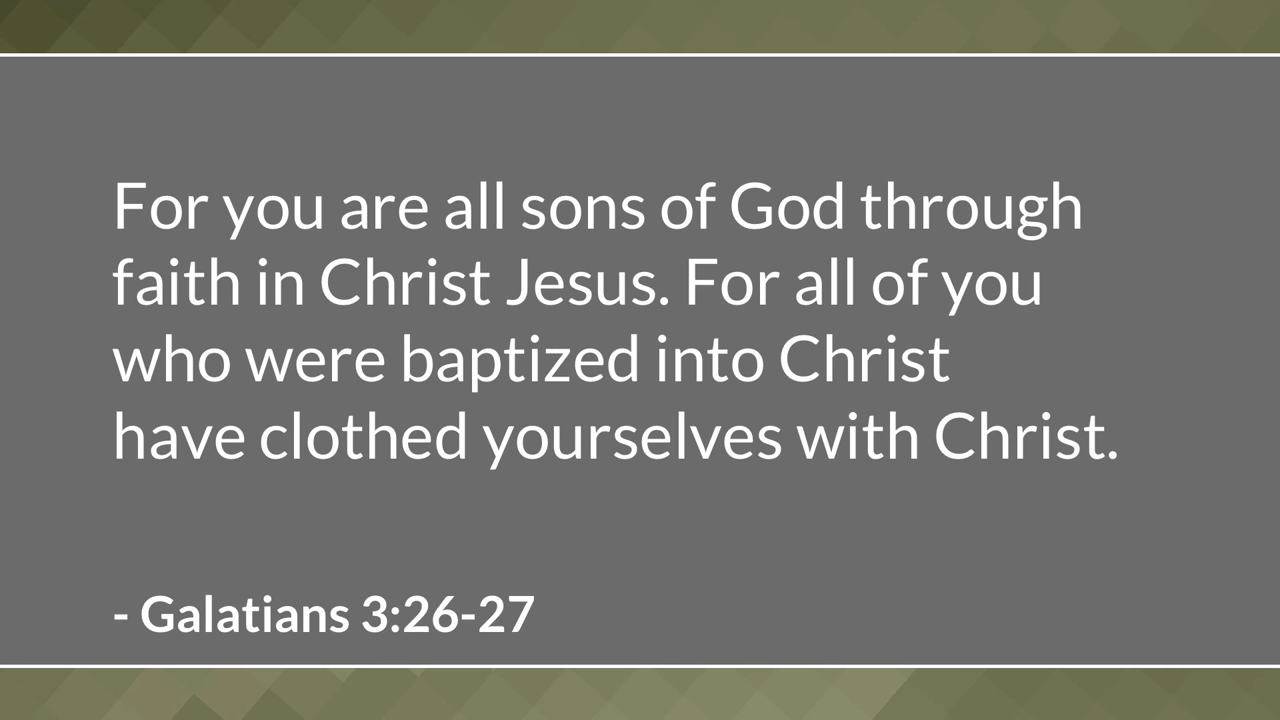 For you are all sons of God through
faith in Christ Jesus. For all of you
who were baptized into Christ
have clothed yourselves with Christ.
- Galatians 3:26-27